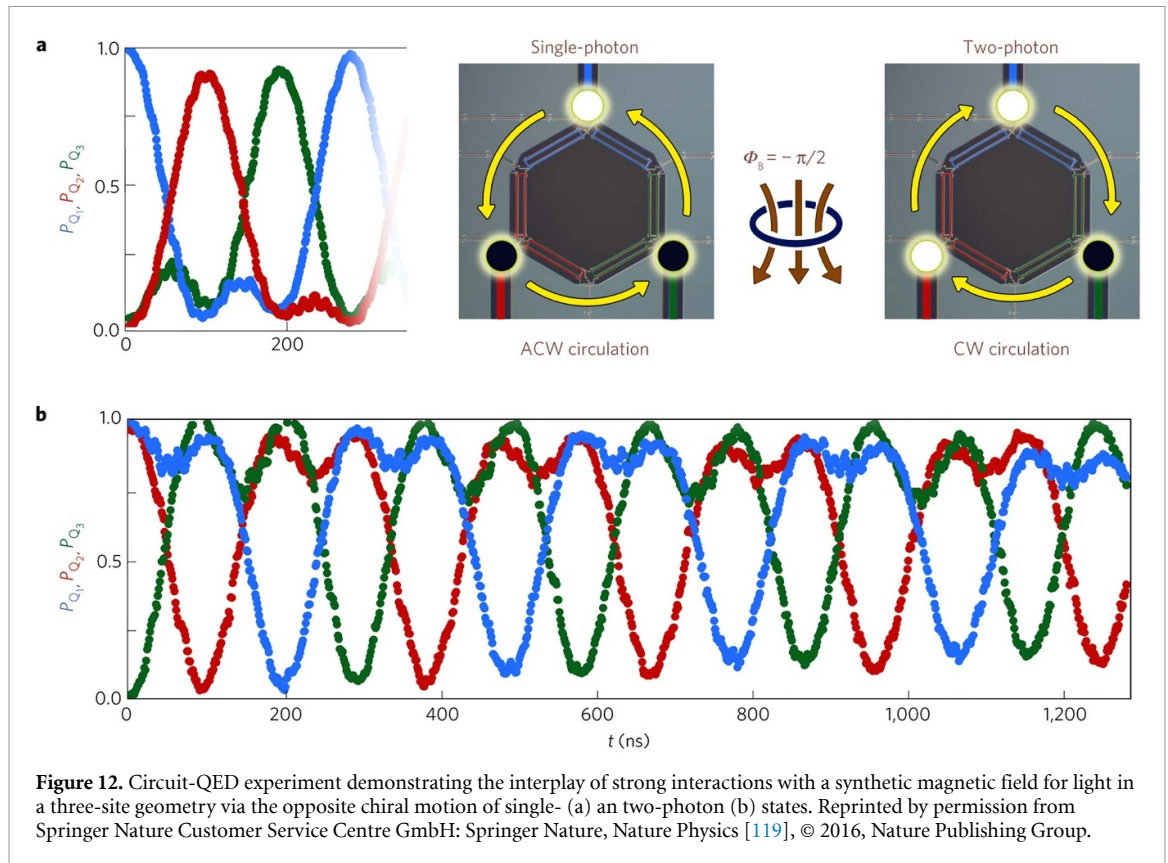 a
Single-photon
Two-photon
1.0
0.5
0.0
P_Q1, P_Q2, P_Q3
0
200
Φ_B = − π/2
ACW circulation
CW circulation
b
1.0
0.5
0.0
P_Q1, P_Q2, P_Q3
0
200
400
600
800
1,000
1,200
t (ns)
Figure 12. Circuit-QED experiment demonstrating the interplay of strong interactions with a synthetic magnetic field for light in
a three-site geometry via the opposite chiral motion of single- (a) an two-photon (b) states. Reprinted by permission from
Springer Nature Customer Service Centre GmbH: Springer Nature, Nature Physics [119], © 2016, Nature Publishing Group.